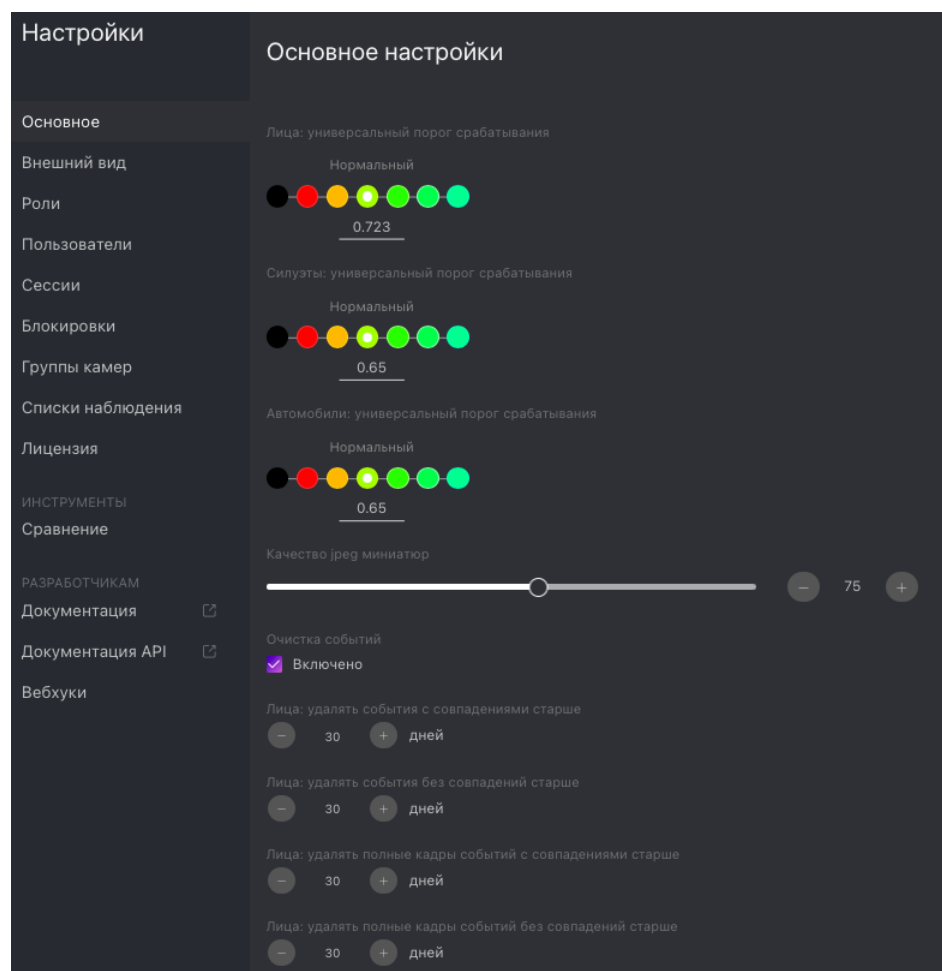 Настройки
Основное
Внешний вид
Роли
Пользователи
Сессии
Блокировки
Группы камер
Списки наблюдения
Лицензия
ИНСТРУМЕНТЫ
Сравнение
РАЗРАБОТЧИКАМ
Документация
Документация API
Вебхуки
Основное настройки
Лица: универсальный порог срабатывания
Нормальный
0.723
Силуэты: универсальный порог срабатывания
Нормальный
0.65
Автомобили: универсальный порог срабатывания
Нормальный
0.65
Качество jpeg миниатюр
– 75 +
Очистка событий
Включено
Лица: удалять события с совпадениями старше
– 30 + дней
Лица: удалять события без совпадений старше
– 30 + дней
Лица: удалять полные кадры событий с совпадениями старше
– 30 + дней
Лица: удалять полные кадры событий без совпадений старше
– 30 + дней